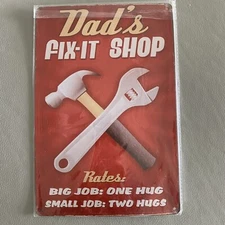 Dad's
FIX-IT SHOP
Rates:
BIG JOB: ONE HUG
SMALL JOB: TWO HUGS